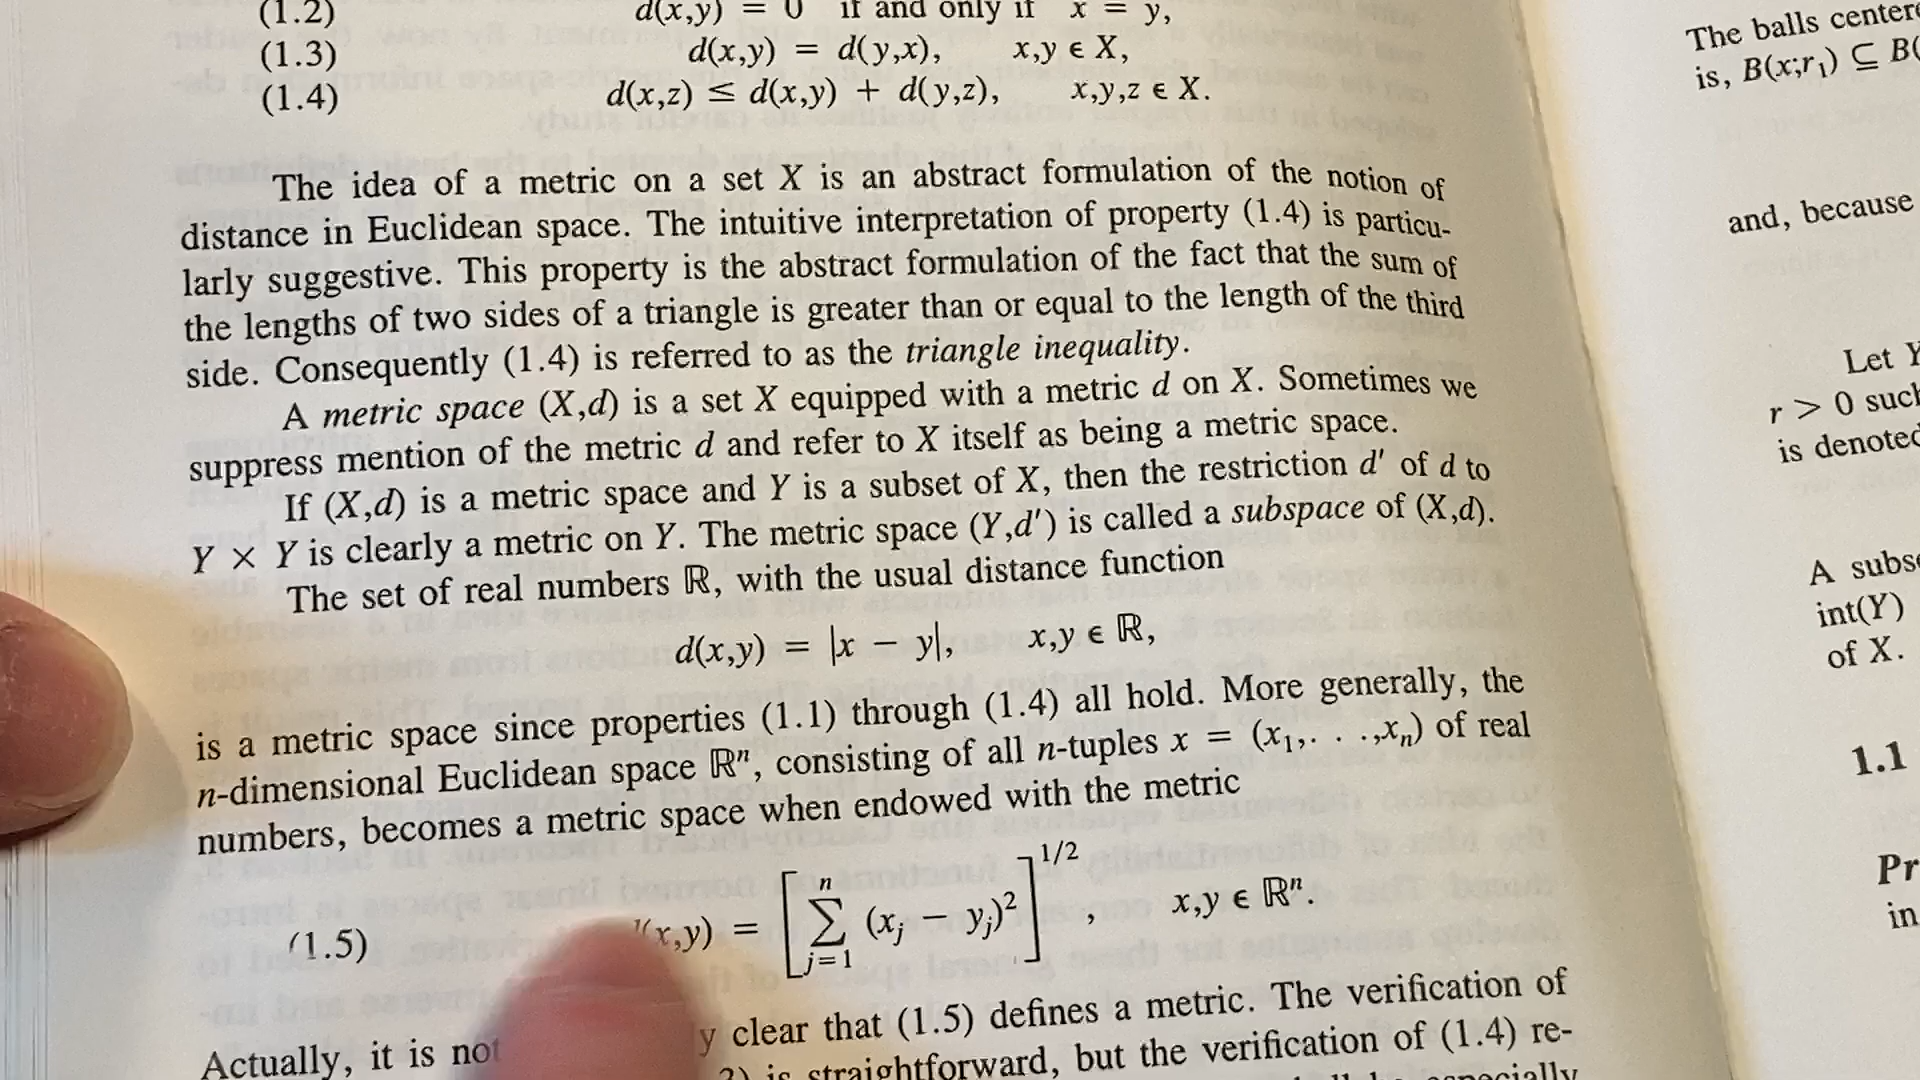 (1.2) d(x,y) = 0 if and only if x = y,
(1.3) d(x,y) = d(y,x), x,y ϵ X,
(1.4) d(x,z) ≤ d(x,y) + d(y,z), x,y,z ϵ X.
The idea of a metric on a set X is an abstract formulation of the notion of
distance in Euclidean space. The intuitive interpretation of property (1.4) is particu-
larly suggestive. This property is the abstract formulation of the fact that the sum of
the lengths of two sides of a triangle is greater than or equal to the length of the third
side. Consequently (1.4) is referred to as the triangle inequality.
A metric space (X,d) is a set X equipped with a metric d on X. Sometimes we
suppress mention of the metric d and refer to X itself as being a metric space.
If (X,d) is a metric space and Y is a subset of X, then the restriction d′ of d to
Y × Y is clearly a metric on Y. The metric space (Y,d′) is called a subspace of (X,d).
The set of real numbers ℝ, with the usual distance function
d(x,y) = |x − y|, x,y ϵ ℝ,
is a metric space since properties (1.1) through (1.4) all hold. More generally, the
n-dimensional Euclidean space ℝⁿ, consisting of all n-tuples x = (x₁,. . .,xₙ) of real
numbers, becomes a metric space when endowed with the metric
(1.5) (x,y) = [∑ⁿⱼ₌₁ (xⱼ − yⱼ)²]^1/2, x,y ϵ ℝⁿ.
Actually, it is not y clear that (1.5) defines a metric. The verification of
is straightforward, but the verification of (1.4) re-
especially
The balls center
is, B(x;r₁) ⊆ B(
and, because
Let Y
r > 0 such
is denoted
A subs
int(Y)
of X.
1.1
Pr
in